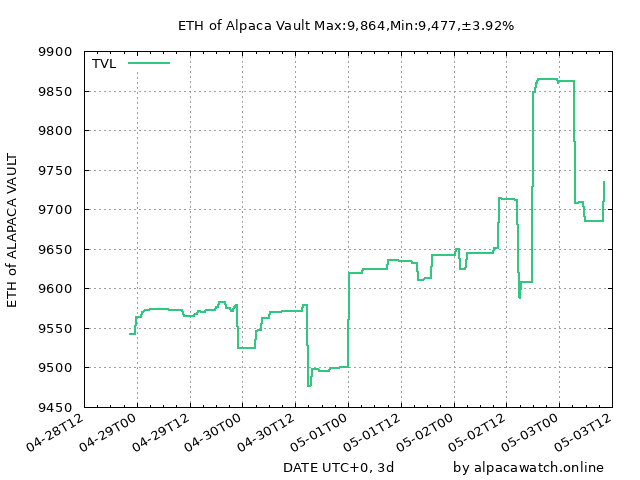 ETH of Alpaca Vault Max:9,864,Min:9,477,±3.92%
TVL
9900
9850
9800
9750
9700
9650
9600
9550
9500
9450
ETH of ALAPACA VAULT
04-28T12
04-29T00
04-29T12
04-30T00
04-30T12
05-01T00
05-01T12
05-02T00
05-02T12
05-03T00
05-03T12
DATE UTC+0, 3d
by alpacawatch.online